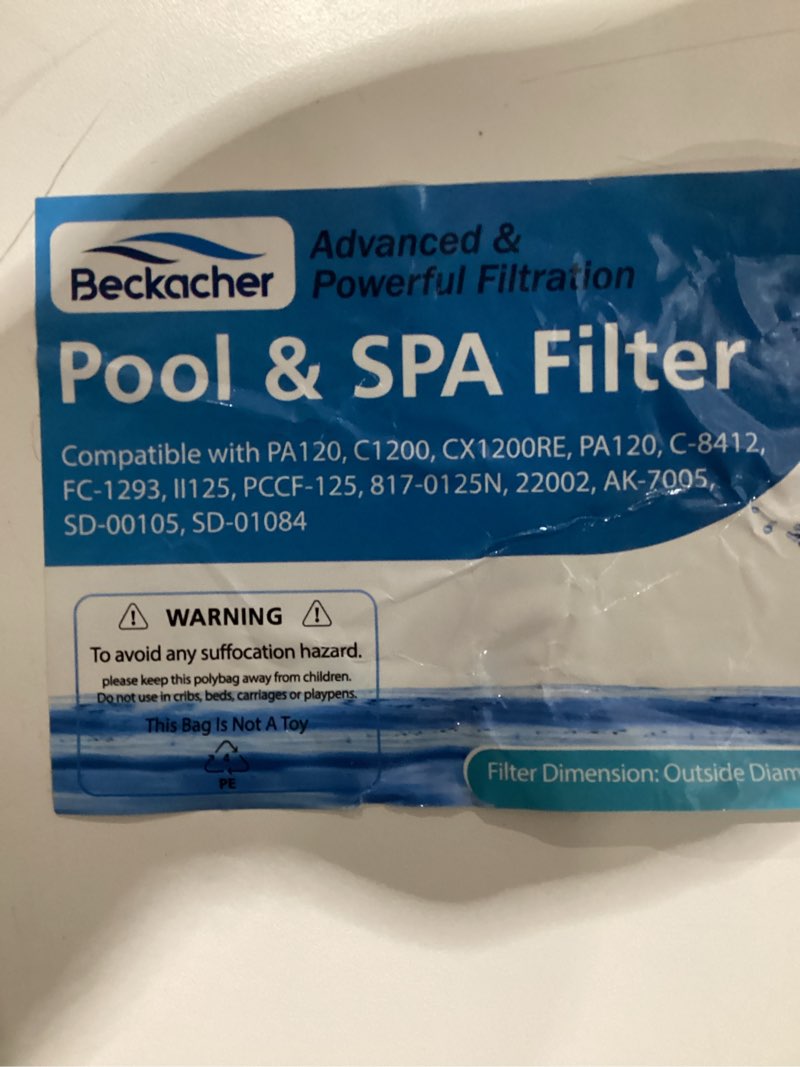 Beckacher
Advanced &
Powerful Filtration
Pool & SPA Filter
Compatible with PA120, C1200, CX1200RE, PA120, C-8412,
FC-1293, II125, PCCF-125, 817-0125N, 22002, AK-7005,
SD-00105, SD-01084
WARNING
To avoid any suffocation hazard.
please keep this polybag away from children.
Do not use in cribs, beds, carriages or playpens.
This Bag Is Not A Toy
4
PE
Filter Dimension: Outside Diam